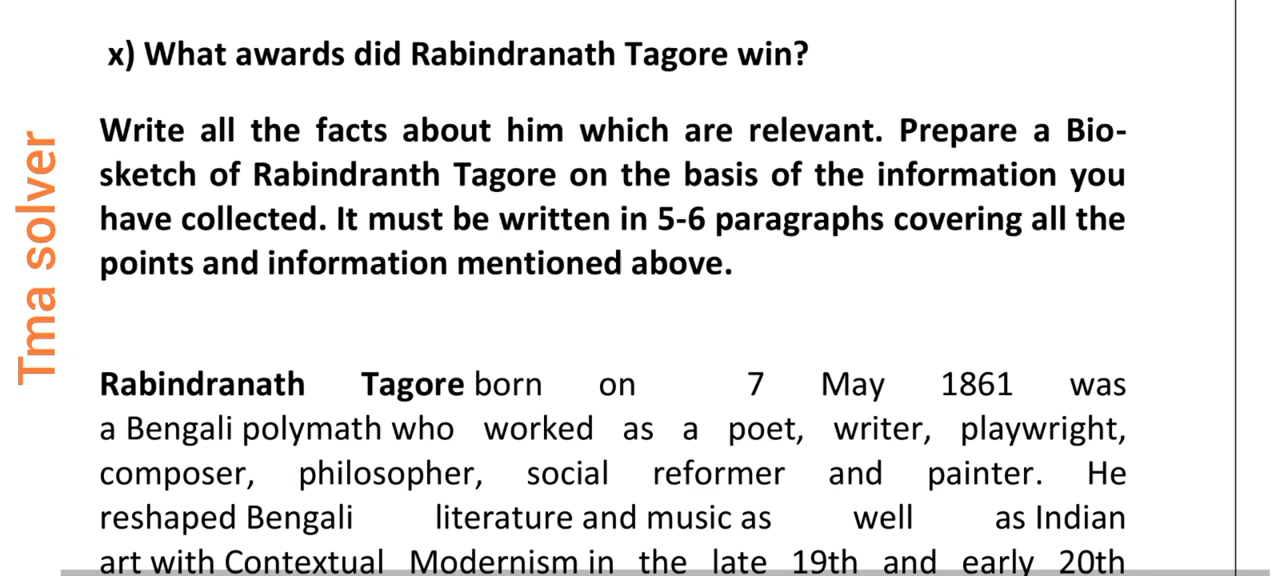 x) What awards did Rabindranath Tagore win?
Write all the facts about him which are relevant. Prepare a Bio-
sketch of Rabindranth Tagore on the basis of the information you
have collected. It must be written in 5-6 paragraphs covering all the
points and information mentioned above.
Tma solver
Rabindranath Tagore born on 7 May 1861 was
a Bengali polymath who worked as a poet, writer, playwright,
composer, philosopher, social reformer and painter. He
reshaped Bengali literature and music as well as Indian
art with Contextual Modernism in the late 19th and early 20th